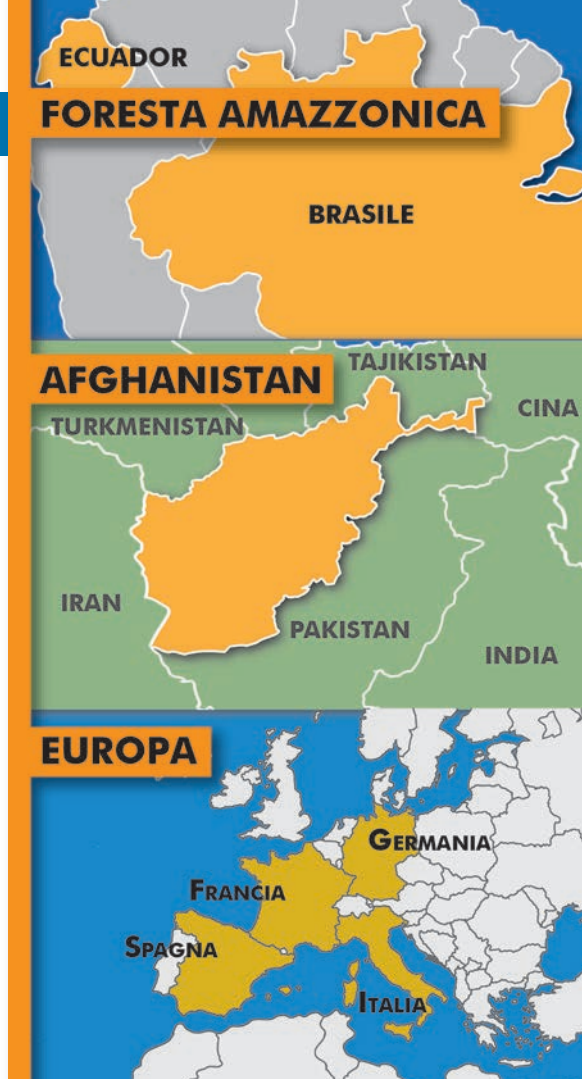 ECUADOR
FORESTA AMAZZONICA
BRASILE
AFGHANISTAN
TAJIKISTAN
CINA
TURKMENISTAN
IRAN
PAKISTAN
INDIA
EUROPA
GERMANIA
FRANCIA
SPAGNA
ITALIA